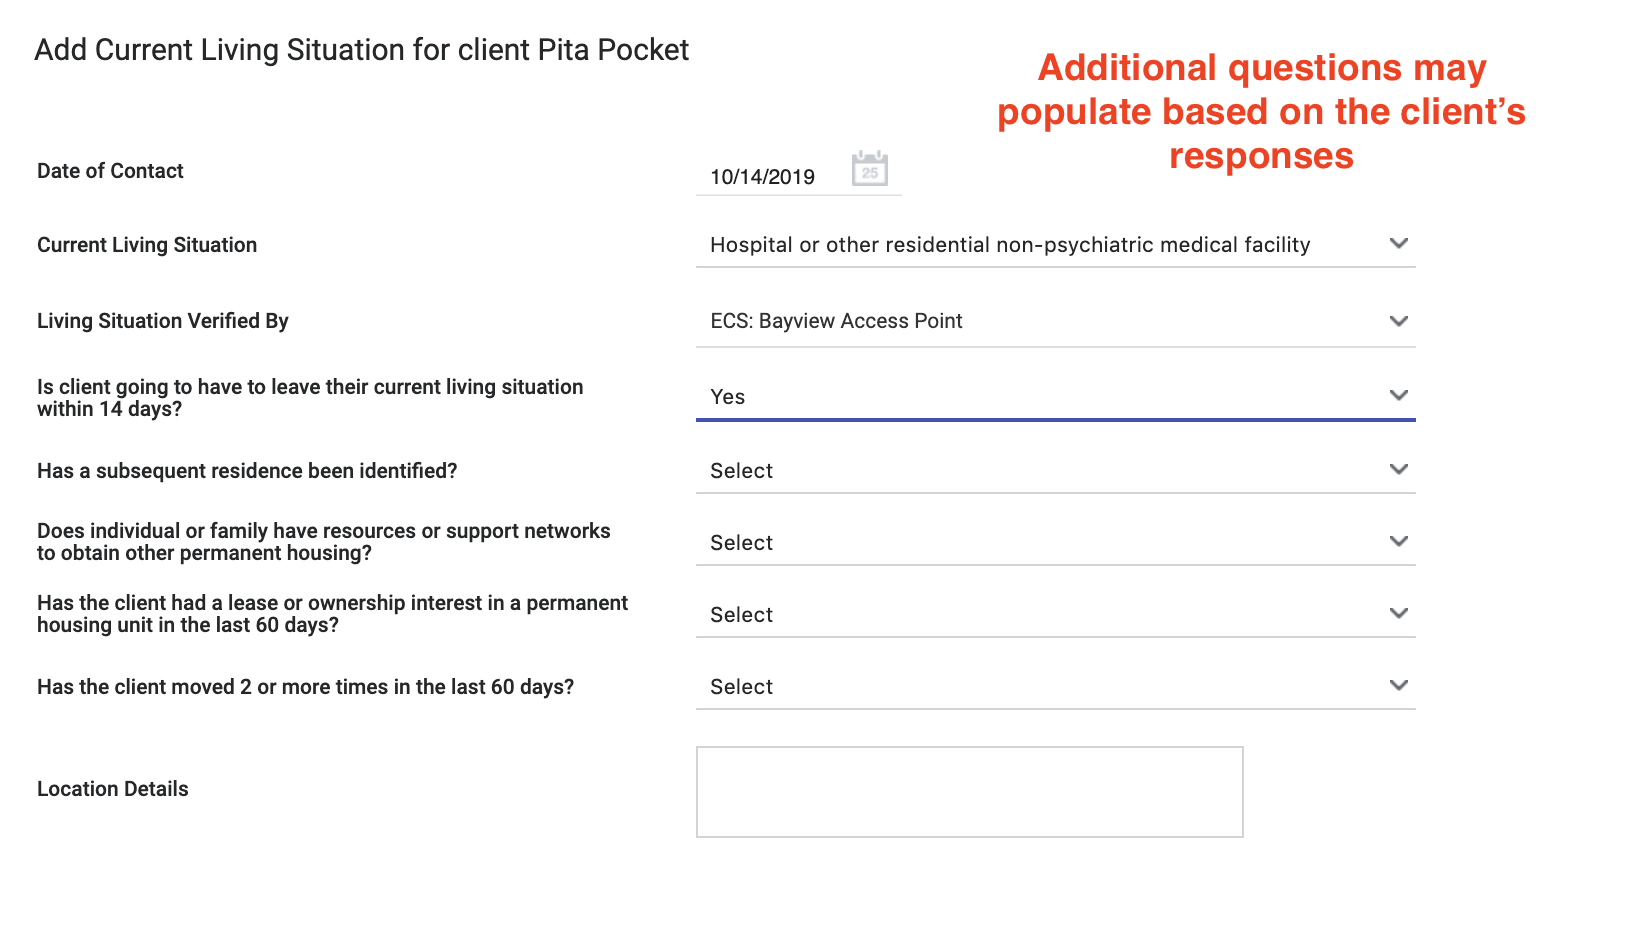 Add Current Living Situation for client Pita Pocket
Additional questions may
populate based on the client’s
responses
Date of Contact
10/14/2019
25
Current Living Situation
Hospital or other residential non-psychiatric medical facility
Living Situation Verified By
ECS: Bayview Access Point
Is client going to have to leave their current living situation
within 14 days?
Yes
Has a subsequent residence been identified?
Select
Does individual or family have resources or support networks
to obtain other permanent housing?
Select
Has the client had a lease or ownership interest in a permanent
housing unit in the last 60 days?
Select
Has the client moved 2 or more times in the last 60 days?
Select
Location Details